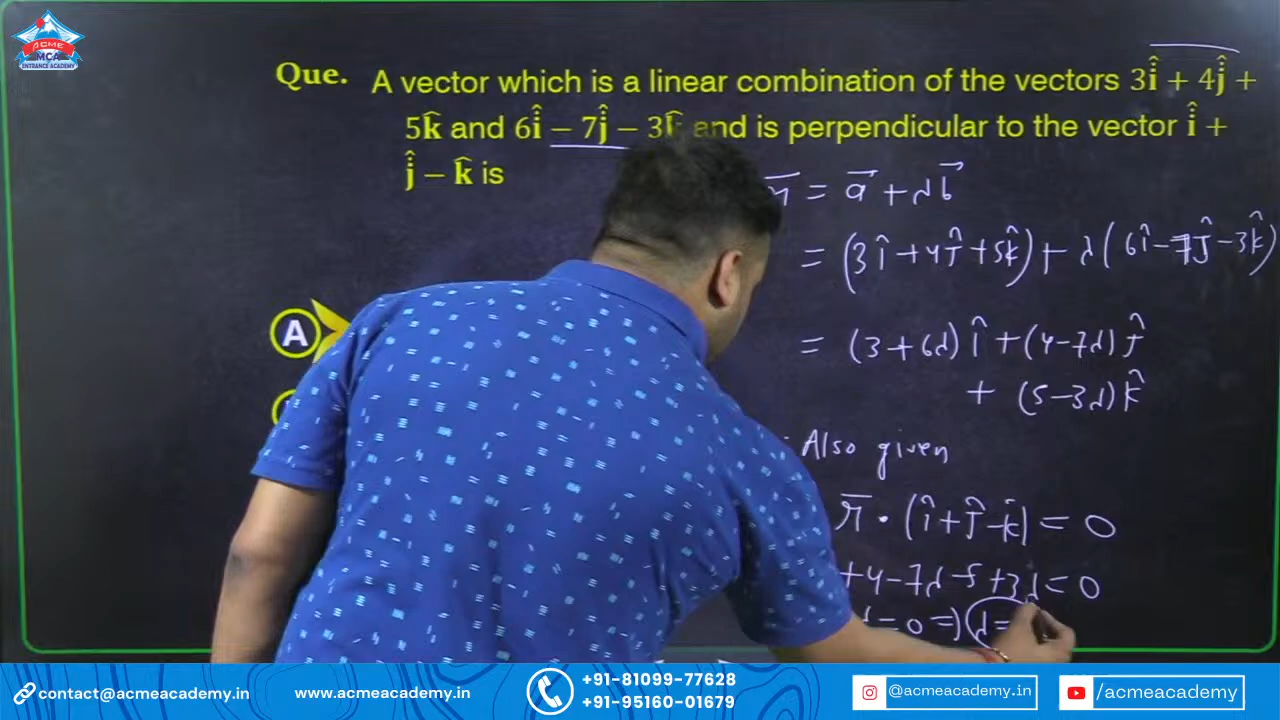 ACME
MCA
ENTRANCE ACADEMY
Que. A vector which is a linear combination of the vectors 3î + 4ĵ +
5k̂ and 6î − 7ĵ − 3k̂ and is perpendicular to the vector î +
ĵ − k̂ is
= a⃗ + λb⃗
= (3î + 4ĵ + 5k̂) + λ(6î − 7ĵ − 3k̂)
= (3 + 6λ)î + (4 − 7λ)ĵ
+ (5 − 3λ)k̂
A
Also given
r̄ • (î + ĵ − k̂) = 0
+ 4 − 7λ − 5 + 3λ = 0
= 0 ⇒ λ =
contact@acmeacademy.in
www.acmeacademy.in
+91-81099-77628
+91-95160-01679
@acmeacademy.in
/acmeacademy